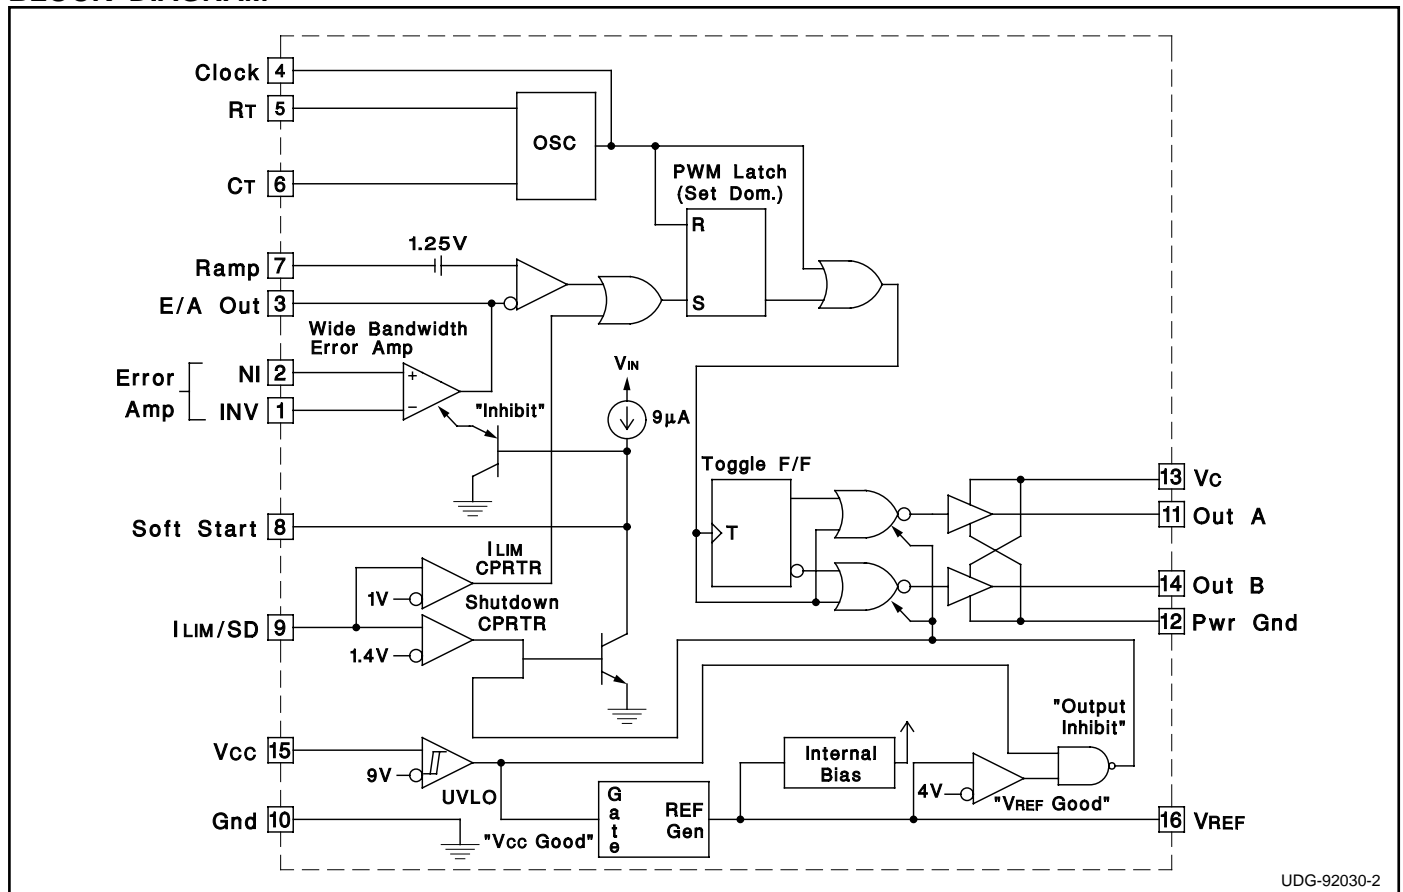 Clock 4
RT 5
CT 6
OSC
PWM Latch
(Set Dom.)
R
S
1.25V
Ramp 7
E/A Out 3
Wide Bandwidth
Error Amp
Error
Amp
NI 2
INV 1
+
−
"Inhibit"
VIN
9µA
Toggle F/F
T
Soft Start 8
ILIM
CPRTR
1V
Shutdown
CPRTR
ILIM/SD 9
1.4V
13 VC
11 Out A
14 Out B
12 Pwr Gnd
"Output
Inhibit"
VCC 15
9V
UVLO
Internal
Bias
4V
"VREF Good"
Gnd 10
"VCC Good"
Gate
REF
Gen
16 VREF
UDG-92030-2